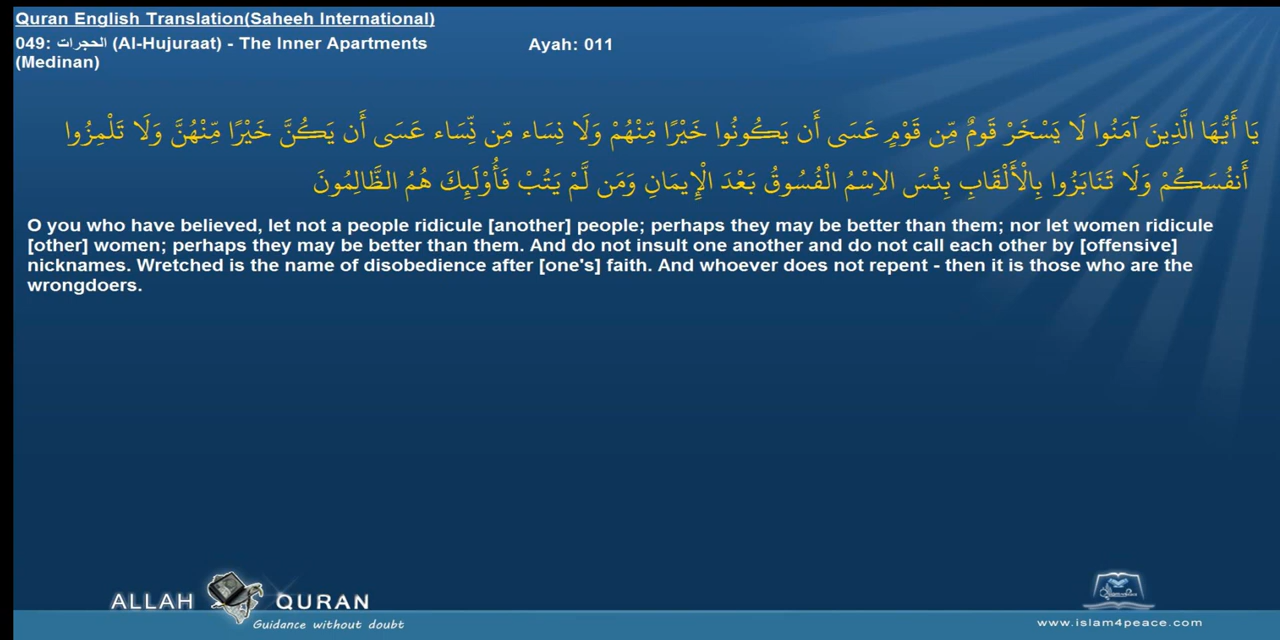 Quran English Translation(Saheeh International)
049: الحجرات (Al-Hujuraat) - The Inner Apartments
(Medinan)
Ayah: 011
يَا أَيُّهَا الَّذِينَ آمَنُوا لَا يَسْخَرْ قَومٌ مِّن قَوْمٍ عَسَى أَن يَكُونُوا خَيْرًا مِّنْهُمْ وَلَا نِسَاء مِّن نِّسَاء عَسَى أَن يَكُنَّ خَيْرًا مِّنْهُنَّ وَلَا تَلْمِزُوا
أَنفُسَكُمْ وَلَا تَنَابَزُوا بِالْأَلْقَابِ بِئْسَ الاِسْمُ الْفُسُوقُ بَعْدَ الْإِيمَانِ وَمَن لَّمْ يَتُبْ فَأُوْلَئِكَ هُمُ الظَّالِمُونَ
O you who have believed, let not a people ridicule [another] people; perhaps they may be better than them; nor let women ridicule
[other] women; perhaps they may be better than them. And do not insult one another and do not call each other by [offensive]
nicknames. Wretched is the name of disobedience after [one's] faith. And whoever does not repent - then it is those who are the
wrongdoers.
ALLAH QURAN
Guidance without doubt
www.islam4peace.com